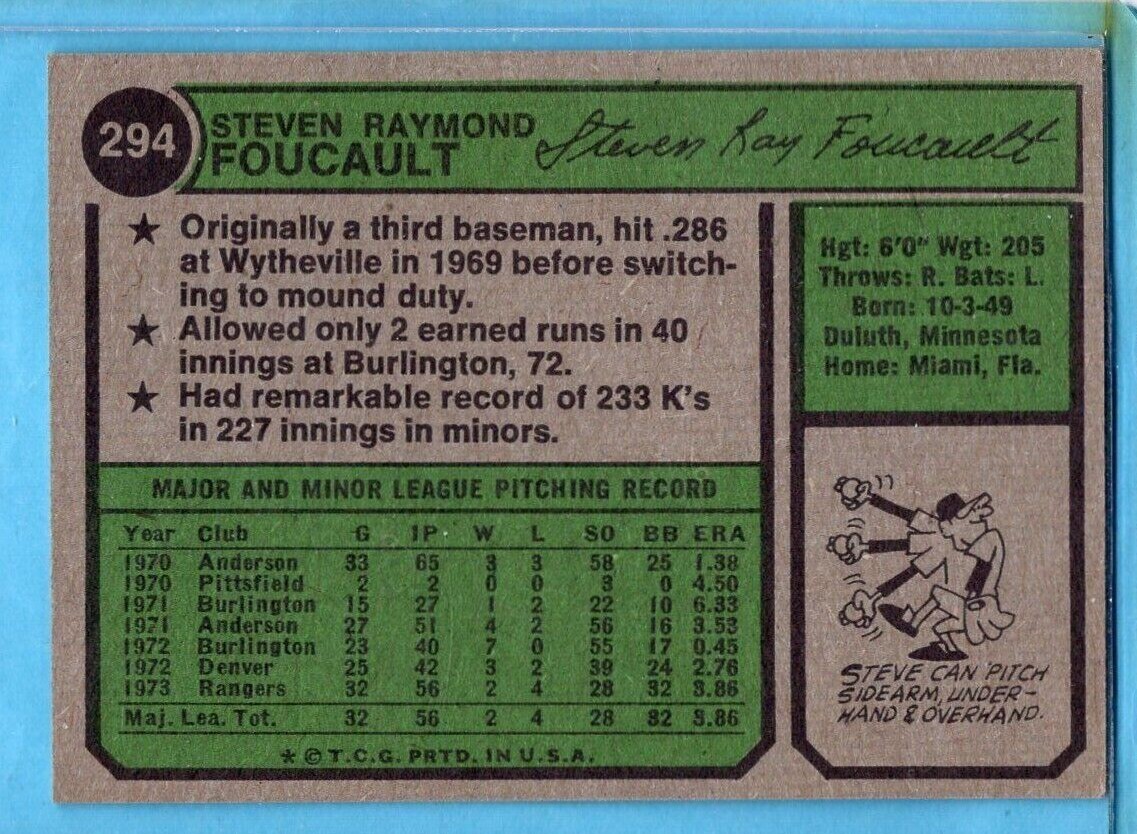 294
STEVEN RAYMOND
FOUCAULT
Steven Ray Foucault
★ Originally a third baseman, hit .286
at Wytheville in 1969 before switch-
ing to mound duty.
★ Allowed only 2 earned runs in 40
innings at Burlington, 72.
★ Had remarkable record of 233 K's
in 227 innings in minors.
Hgt: 6'0" Wgt: 205
Throws: R. Bats: L.
Born: 10-3-49
Duluth, Minnesota
Home: Miami, Fla.
MAJOR AND MINOR LEAGUE PITCHING RECORD
Year Club G IP W L SO BB ERA
1970 Anderson 33 65 3 3 58 25 1.38
1970 Pittsfield 2 2 0 0 3 0 4.50
1971 Burlington 15 27 1 2 22 10 6.33
1971 Anderson 27 51 4 2 56 16 3.53
1972 Burlington 23 40 7 0 55 17 0.45
1972 Denver 25 42 3 2 39 24 2.76
1973 Rangers 32 56 2 4 28 32 3.86
Maj. Lea. Tot. 32 56 2 4 28 32 3.86
* © T.C.G. PRTD. IN U.S.A.
STEVE CAN PITCH
SIDEARM, UNDER-
HAND & OVERHAND.